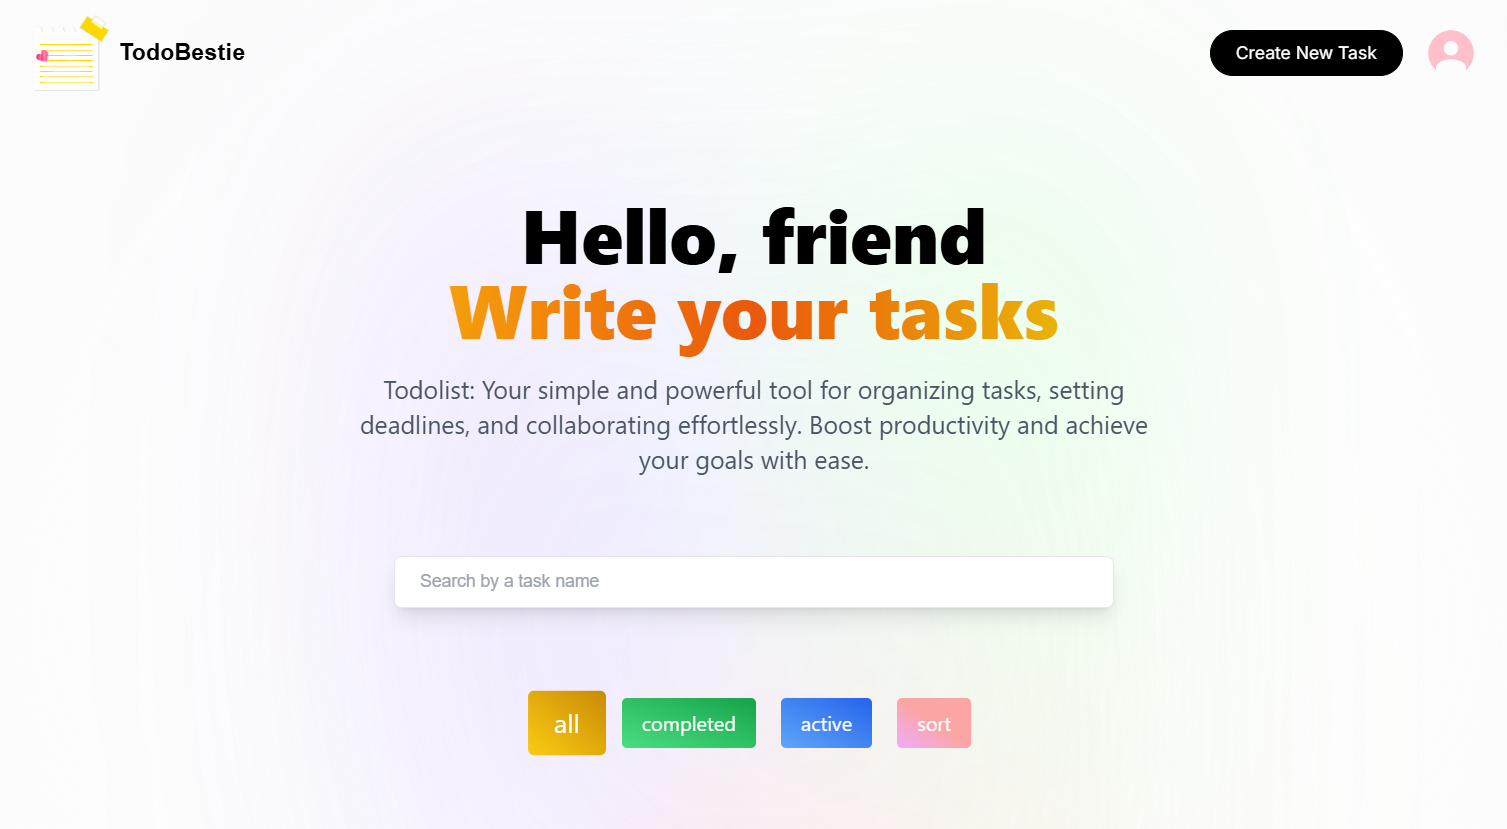 TodoBestie
Create New Task
Hello, friend
Write your tasks
Todolist: Your simple and powerful tool for organizing tasks, setting
deadlines, and collaborating effortlessly. Boost productivity and achieve
your goals with ease.
Search by a task name
all
completed
active
sort